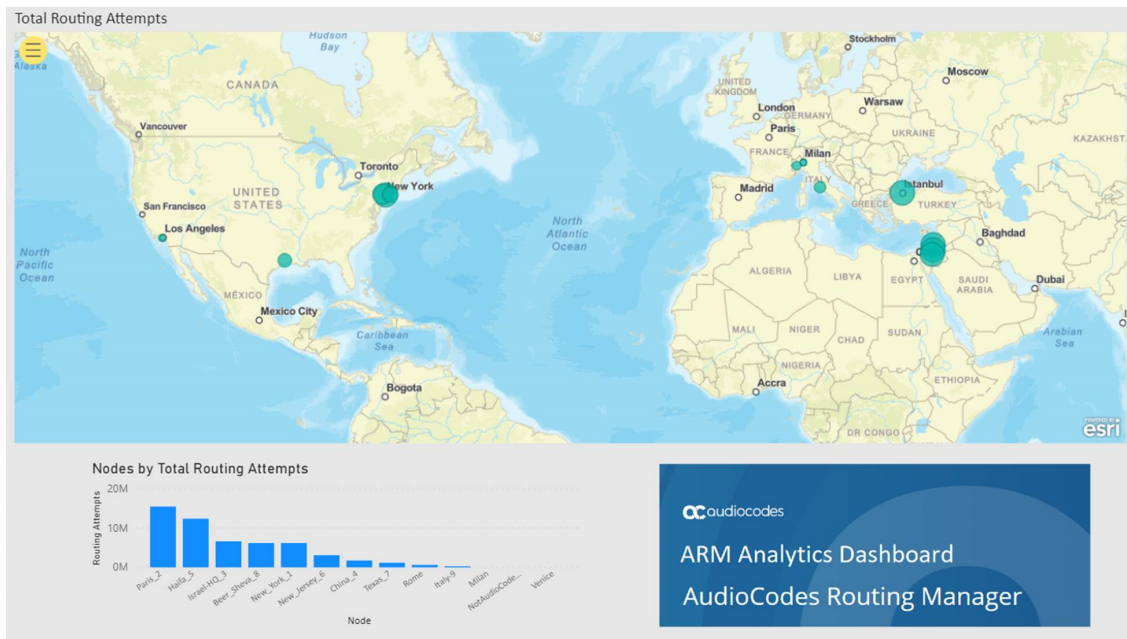 Total Routing Attempts
Hudson
Bay
Alaska
CANADA
Vancouver
Toronto
New York
UNITED
STATES
San Francisco
Los Angeles
North
Pacific
Ocean
MÉXICO
Mexico City
Caribbean
Sea
Bogota
North
Atlantic
Ocean
Stockholm
Moscow
UNITED
KINGDOM
London
Warsaw
GERMANY
Paris
UKRAINE
KAZAKHST.
FRANCE
Milan
ITALY
Madrid
Istanbul
GREECE
TURKEY
Baghdad
ALGERIA
LIBYA
EGYPT
SAUDI
ARABIA
Dubai
MALI
NIGER
CHAD
SUDAN
Arabian
Sea
NIGERIA
ETHIOPIA
Accra
DR CONGO
POWERED BY
esri
Nodes by Total Routing Attempts
Routing Attempts
20M
10M
0M
Paris_2
Haifa_5
Israel-HQ_3
Beer_Sheva_8
New_York_1
New_Jersey_6
China_4
Texas_7
Rome
Italy-9
Milan
NotAudioCode...
Venice
Node
audiocodes
ARM Analytics Dashboard
AudioCodes Routing Manager